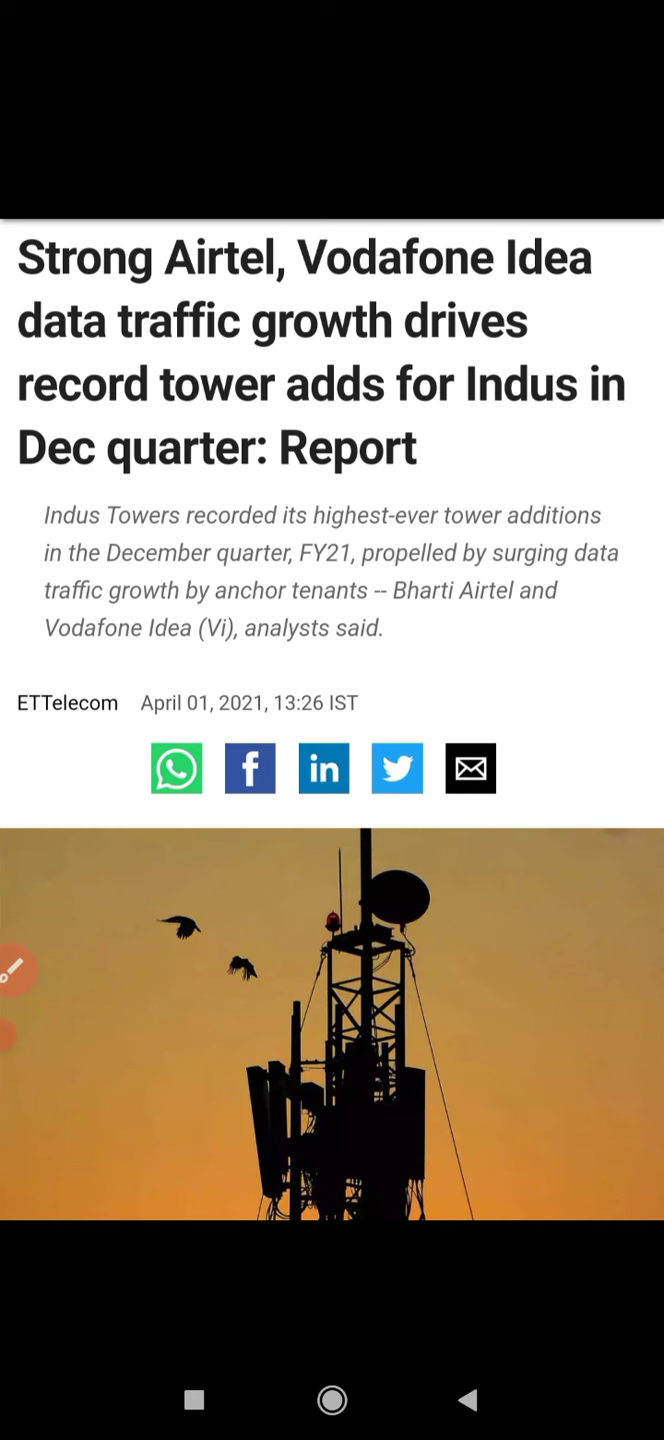 Strong Airtel, Vodafone Idea
data traffic growth drives
record tower adds for Indus in
Dec quarter: Report
Indus Towers recorded its highest-ever tower additions
in the December quarter, FY21, propelled by surging data
traffic growth by anchor tenants -- Bharti Airtel and
Vodafone Idea (Vi), analysts said.
ETTelecom April 01, 2021, 13:26 IST